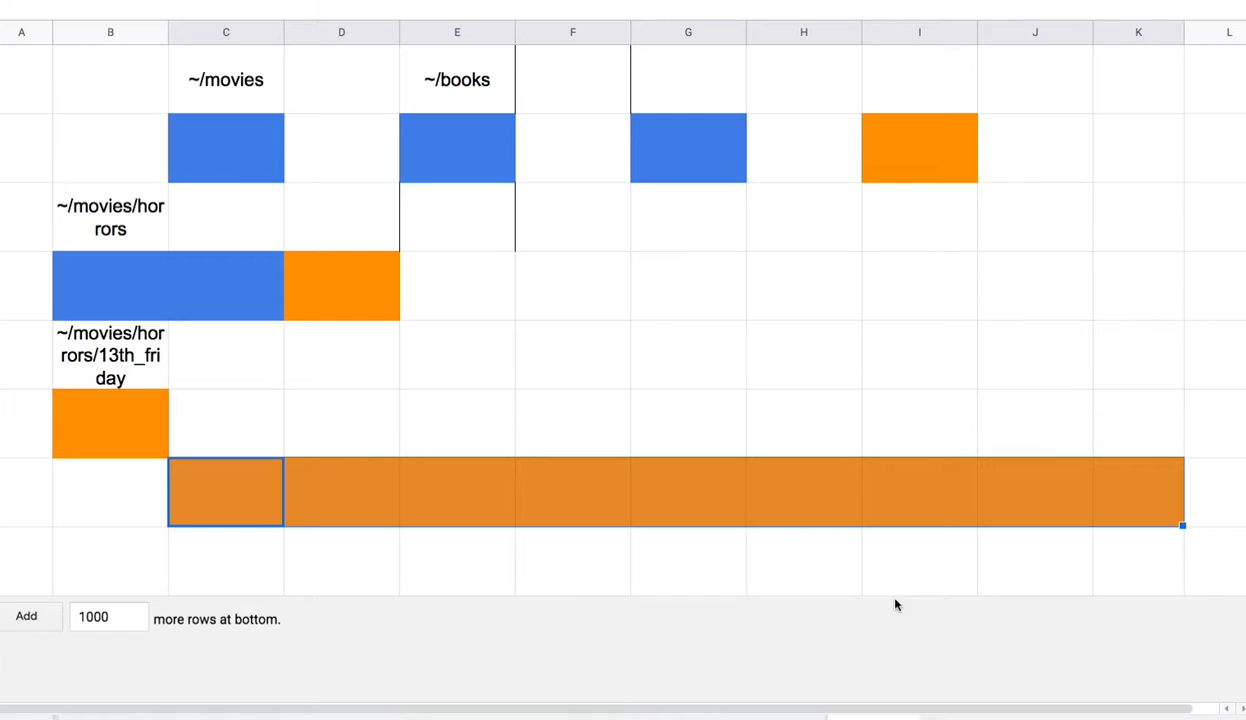 A B C D E F G H I J K L
~/movies ~/books
~/movies/hor
rors
~/movies/hor
rors/13th_fri
day
Add 1000 more rows at bottom.